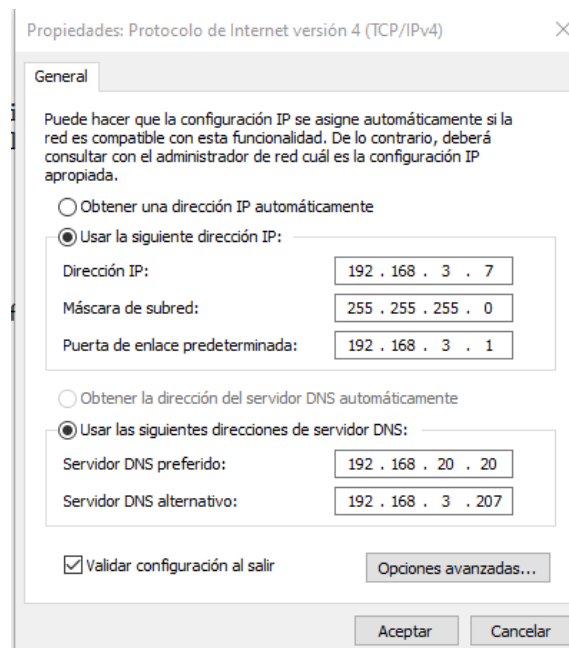 Propiedades: Protocolo de Internet versión 4 (TCP/IPv4)
General
Puede hacer que la configuración IP se asigne automáticamente si la
red es compatible con esta funcionalidad. De lo contrario, deberá
consultar con el administrador de red cuál es la configuración IP
apropiada.
Obtener una dirección IP automáticamente
Usar la siguiente dirección IP:
Dirección IP: 192 . 168 . 3 . 7
Máscara de subred: 255 . 255 . 255 . 0
Puerta de enlace predeterminada: 192 . 168 . 3 . 1
Obtener la dirección del servidor DNS automáticamente
Usar las siguientes direcciones de servidor DNS:
Servidor DNS preferido: 192 . 168 . 20 . 20
Servidor DNS alternativo: 192 . 168 . 3 . 207
Validar configuración al salir
Opciones avanzadas...
Aceptar Cancelar